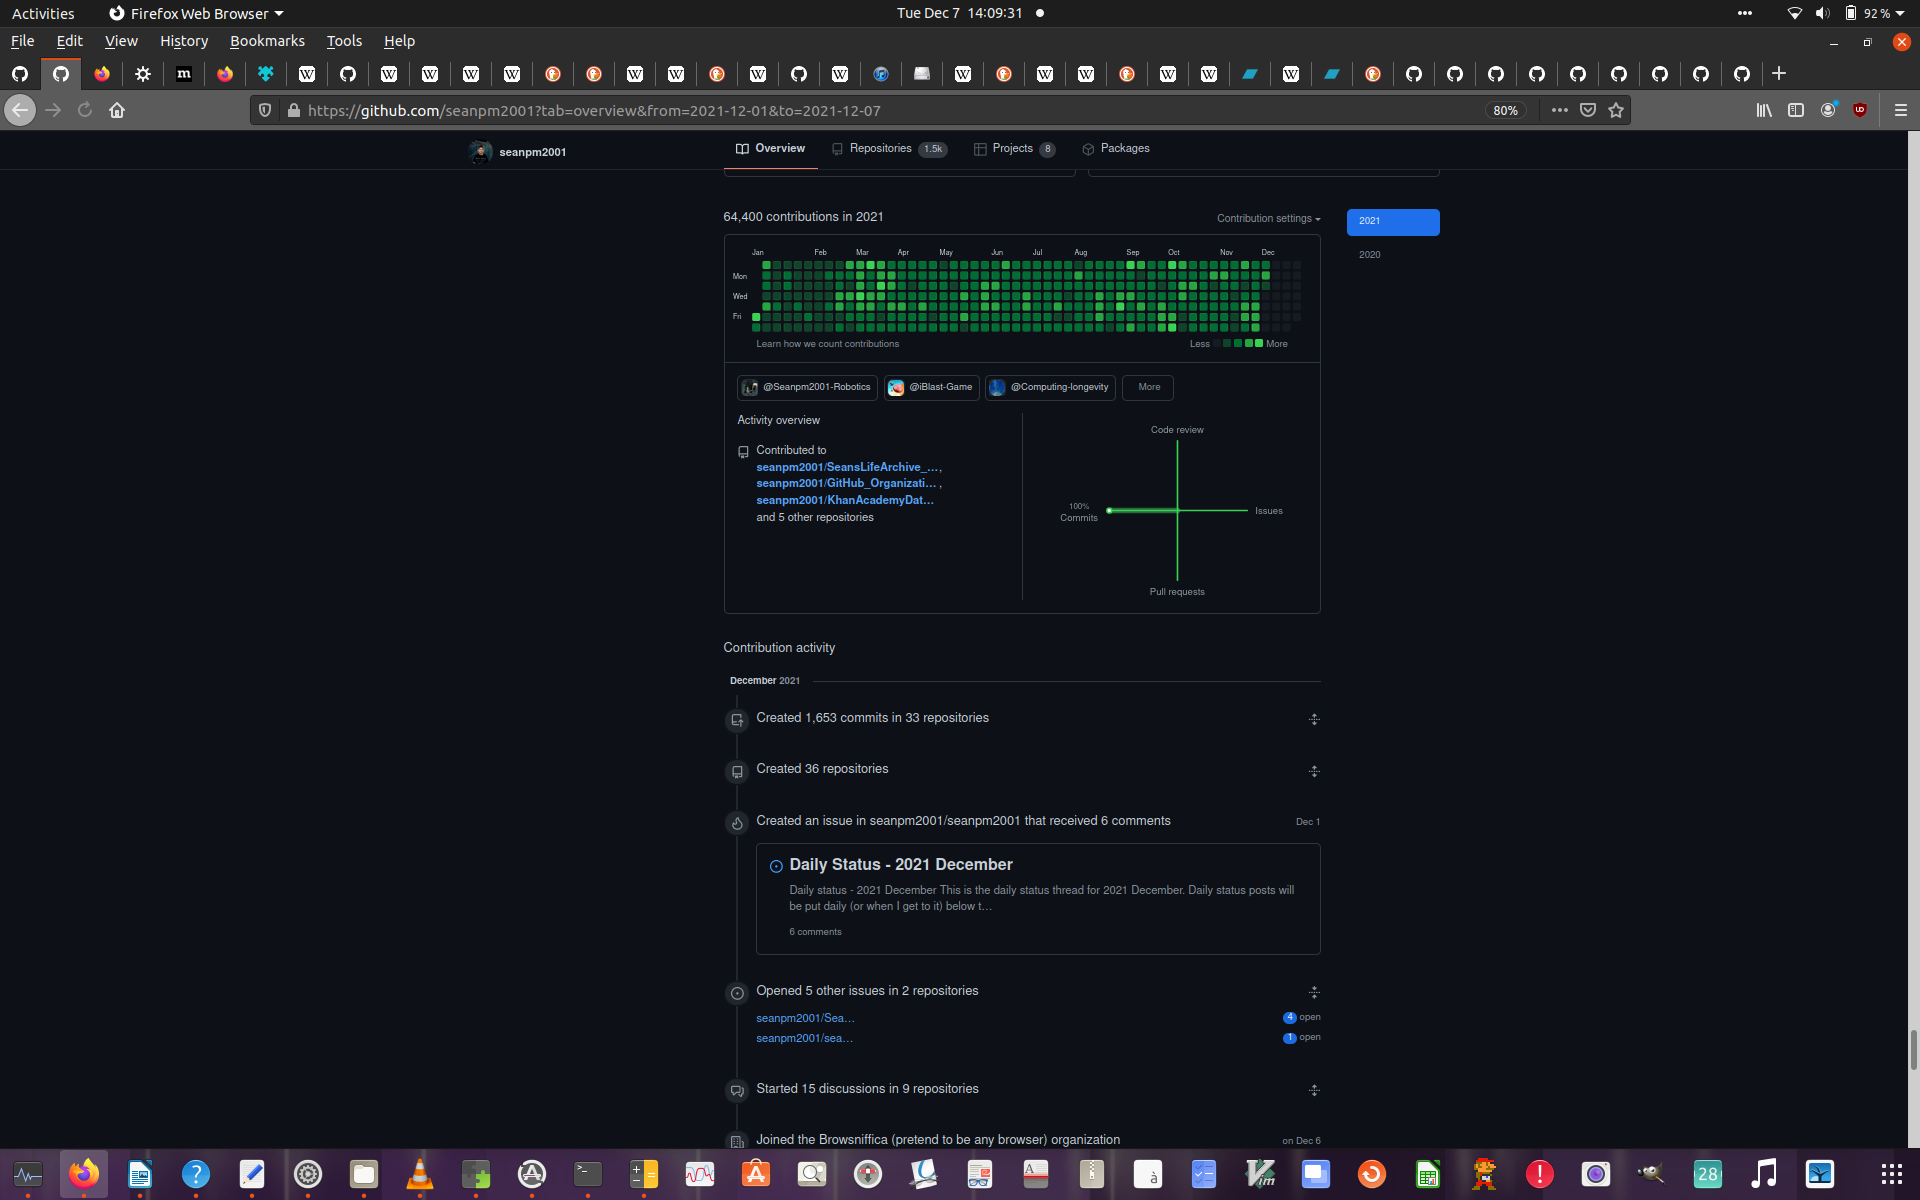 Activities Firefox Web Browser Tue Dec 7 14:09:31 92 %
File Edit View History Bookmarks Tools Help
https://github.com/seanpm2001?tab=overview&from=2021-12-01&to=2021-12-07 80%
seanpm2001 Overview Repositories 1.5k Projects 8 Packages
64,400 contributions in 2021 Contribution settings 2021
2020
Jan Feb Mar Apr May Jun Jul Aug Sep Oct Nov Dec
Mon
Wed
Fri
Learn how we count contributions Less More
@Seanpm2001-Robotics @iBlast-Game @Computing-longevity More
Activity overview
Contributed to
seanpm2001/SeansLifeArchive_…,
seanpm2001/GitHub_Organizati… ,
seanpm2001/KhanAcademyDat…
and 5 other repositories
Code review
100%
Commits
Issues
Pull requests
Contribution activity
December 2021
Created 1,653 commits in 33 repositories
Created 36 repositories
Created an issue in seanpm2001/seanpm2001 that received 6 comments Dec 1
Daily Status - 2021 December
Daily status - 2021 December This is the daily status thread for 2021 December. Daily status posts will
be put daily (or when I get to it) below t…
6 comments
Opened 5 other issues in 2 repositories
seanpm2001/Sea… 4 open
seanpm2001/sea… 1 open
Started 15 discussions in 9 repositories
Joined the Browsniffica (pretend to be any browser) organization on Dec 6
28